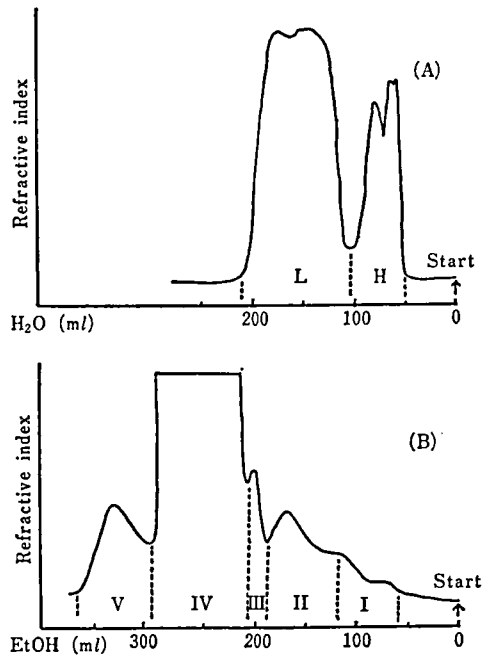 (A)
Refractive index
L
H
Start
H₂O (ml)
200
100
0
(B)
Refractive index
V
IV
III
II
I
Start
EtOH (ml)
300
200
100
0